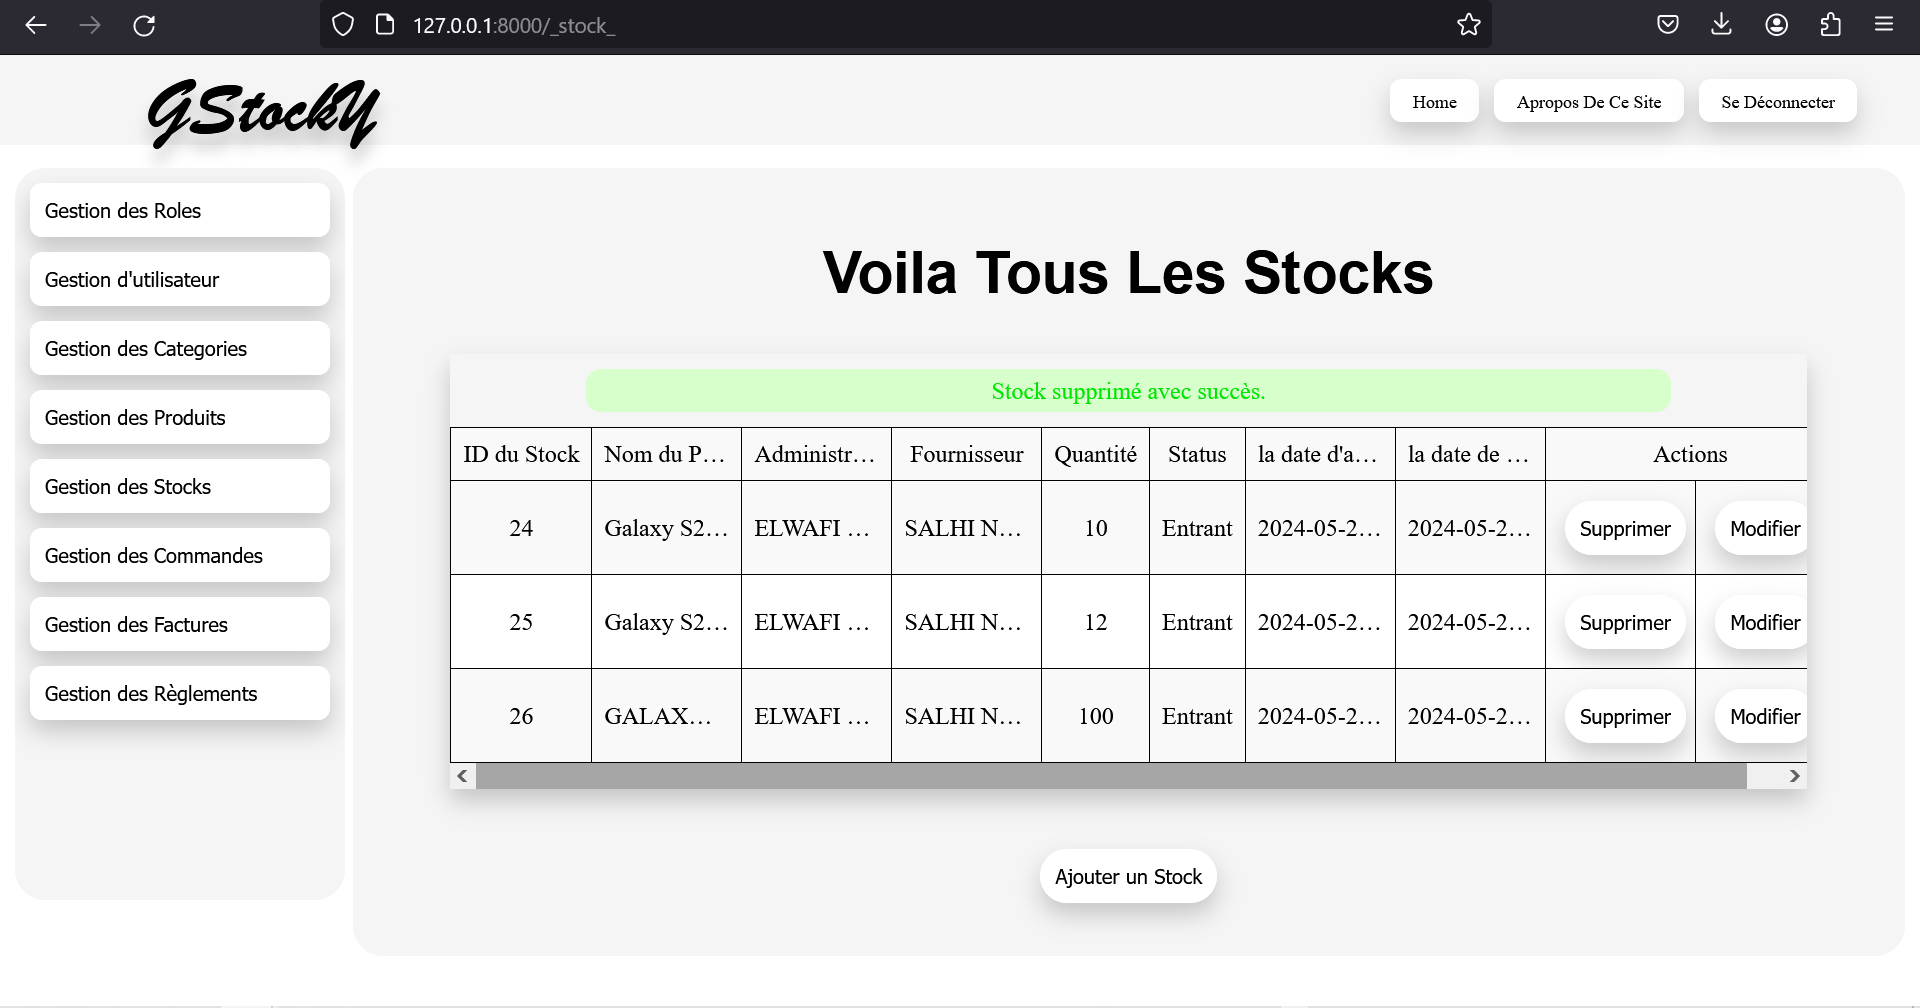 127.0.0.1:8000/_stock_
GStockY
Home
Apropos De Ce Site
Se Déconnecter
Gestion des Roles
Gestion d'utilisateur
Gestion des Categories
Gestion des Produits
Gestion des Stocks
Gestion des Commandes
Gestion des Factures
Gestion des Règlements
Voila Tous Les Stocks
Stock supprimé avec succès.
ID du Stock Nom du P… Administr… Fournisseur Quantité Status la date d'a… la date de … Actions
24 Galaxy S2… ELWAFI … SALHI N… 10 Entrant 2024-05-2… 2024-05-2… Supprimer Modifier
25 Galaxy S2… ELWAFI … SALHI N… 12 Entrant 2024-05-2… 2024-05-2… Supprimer Modifier
26 GALAX… ELWAFI … SALHI N… 100 Entrant 2024-05-2… 2024-05-2… Supprimer Modifier
Ajouter un Stock